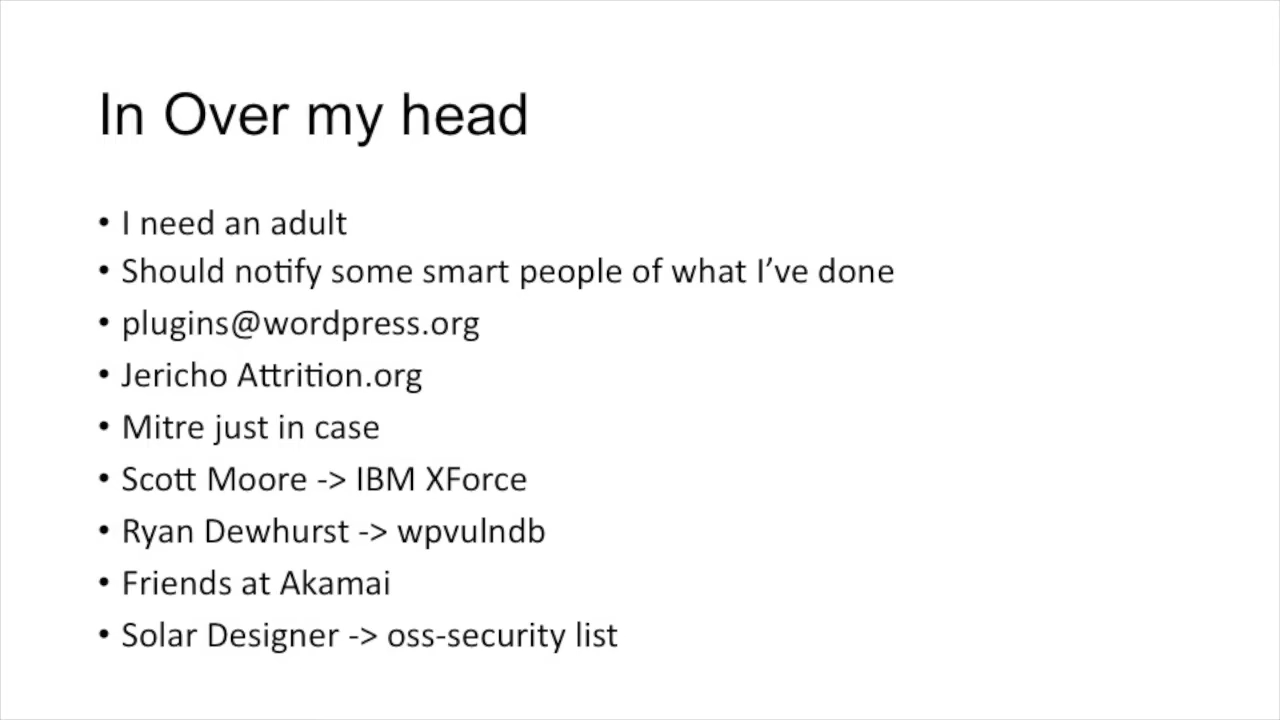 In Over my head
• I need an adult
• Should notify some smart people of what I’ve done
• plugins@wordpress.org
• Jericho Attrition.org
• Mitre just in case
• Scott Moore -> IBM XForce
• Ryan Dewhurst -> wpvulndb
• Friends at Akamai
• Solar Designer -> oss-security list